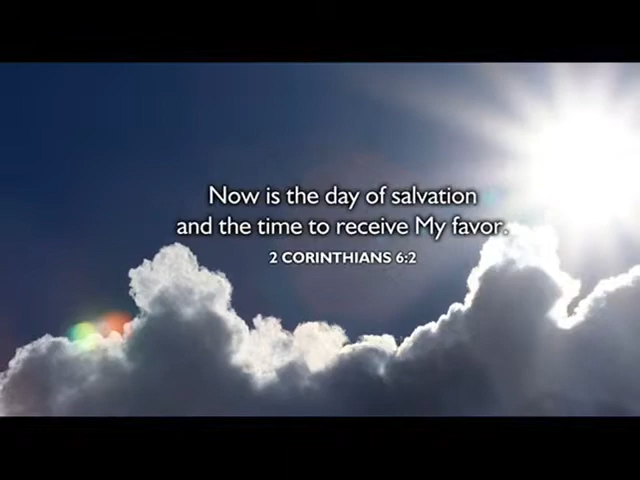 Now is the day of salvation
and the time to receive My favor.
2 CORINTHIANS 6:2